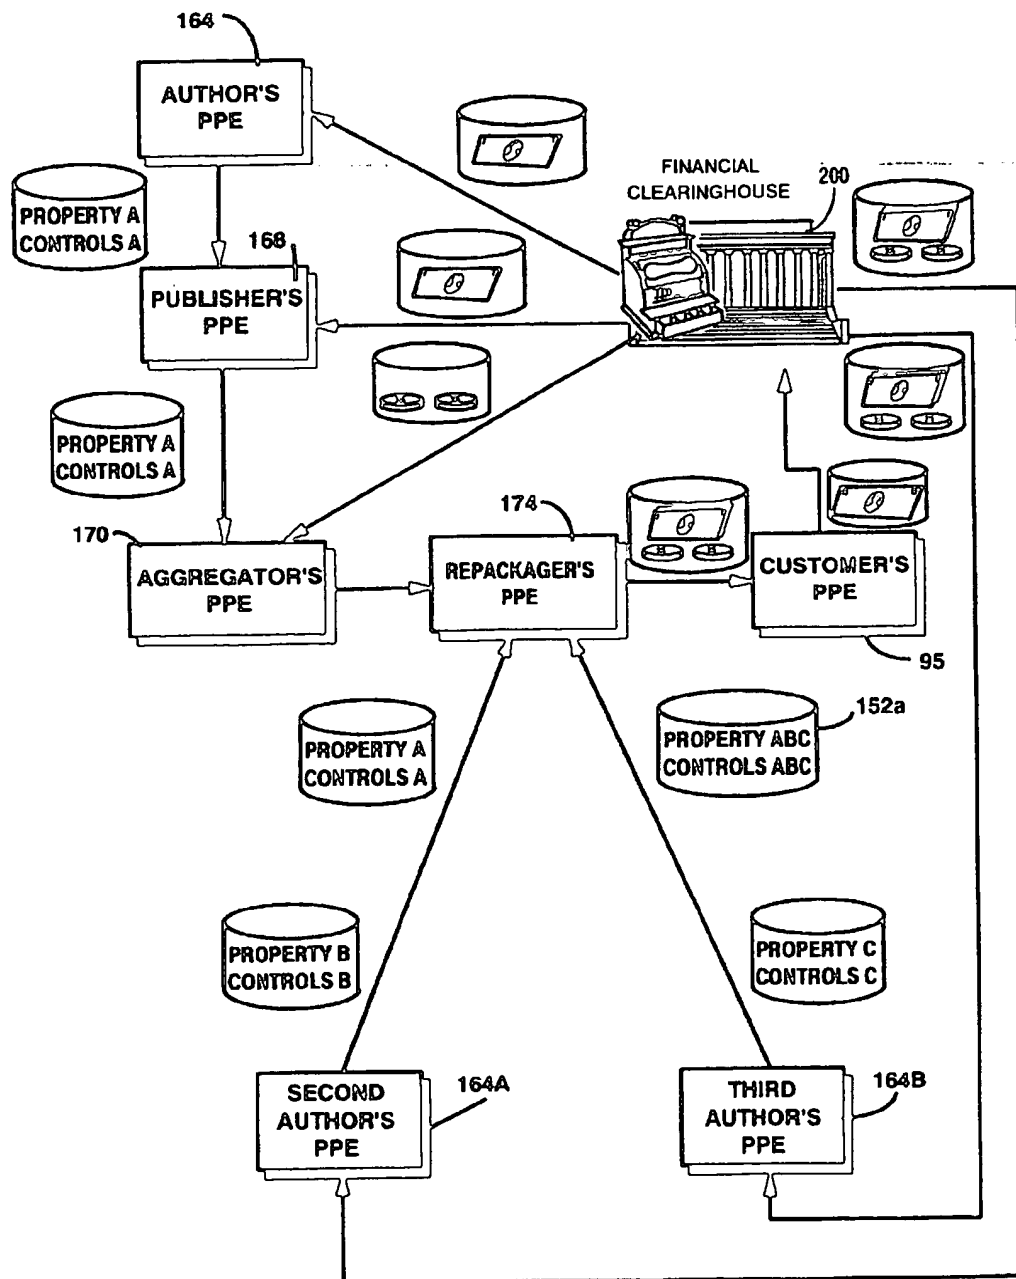 164
AUTHOR'S
PPE
FINANCIAL
CLEARINGHOUSE
200
PROPERTY A
CONTROLS A
168
PUBLISHER'S
PPE
PROPERTY A
CONTROLS A
170
AGGREGATOR'S
PPE
174
REPACKAGER'S
PPE
CUSTOMER'S
PPE
95
PROPERTY A
CONTROLS A
152a
PROPERTY ABC
CONTROLS ABC
PROPERTY B
CONTROLS B
PROPERTY C
CONTROLS C
SECOND
AUTHOR'S
PPE
164A
THIRD
AUTHOR'S
PPE
164B